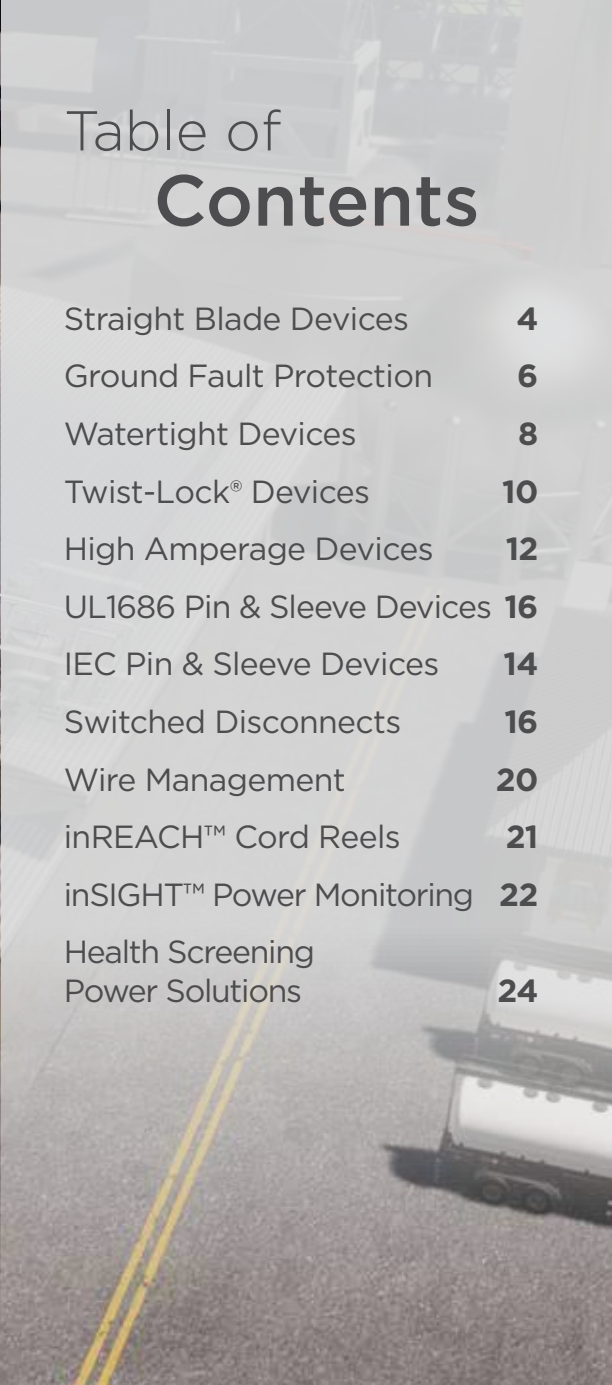 Table of
Contents
Straight Blade Devices 4
Ground Fault Protection 6
Watertight Devices 8
Twist-Lock® Devices 10
High Amperage Devices 12
UL1686 Pin & Sleeve Devices 16
IEC Pin & Sleeve Devices 14
Switched Disconnects 16
Wire Management 20
inREACH™ Cord Reels 21
inSIGHT™ Power Monitoring 22
Health Screening
Power Solutions 24